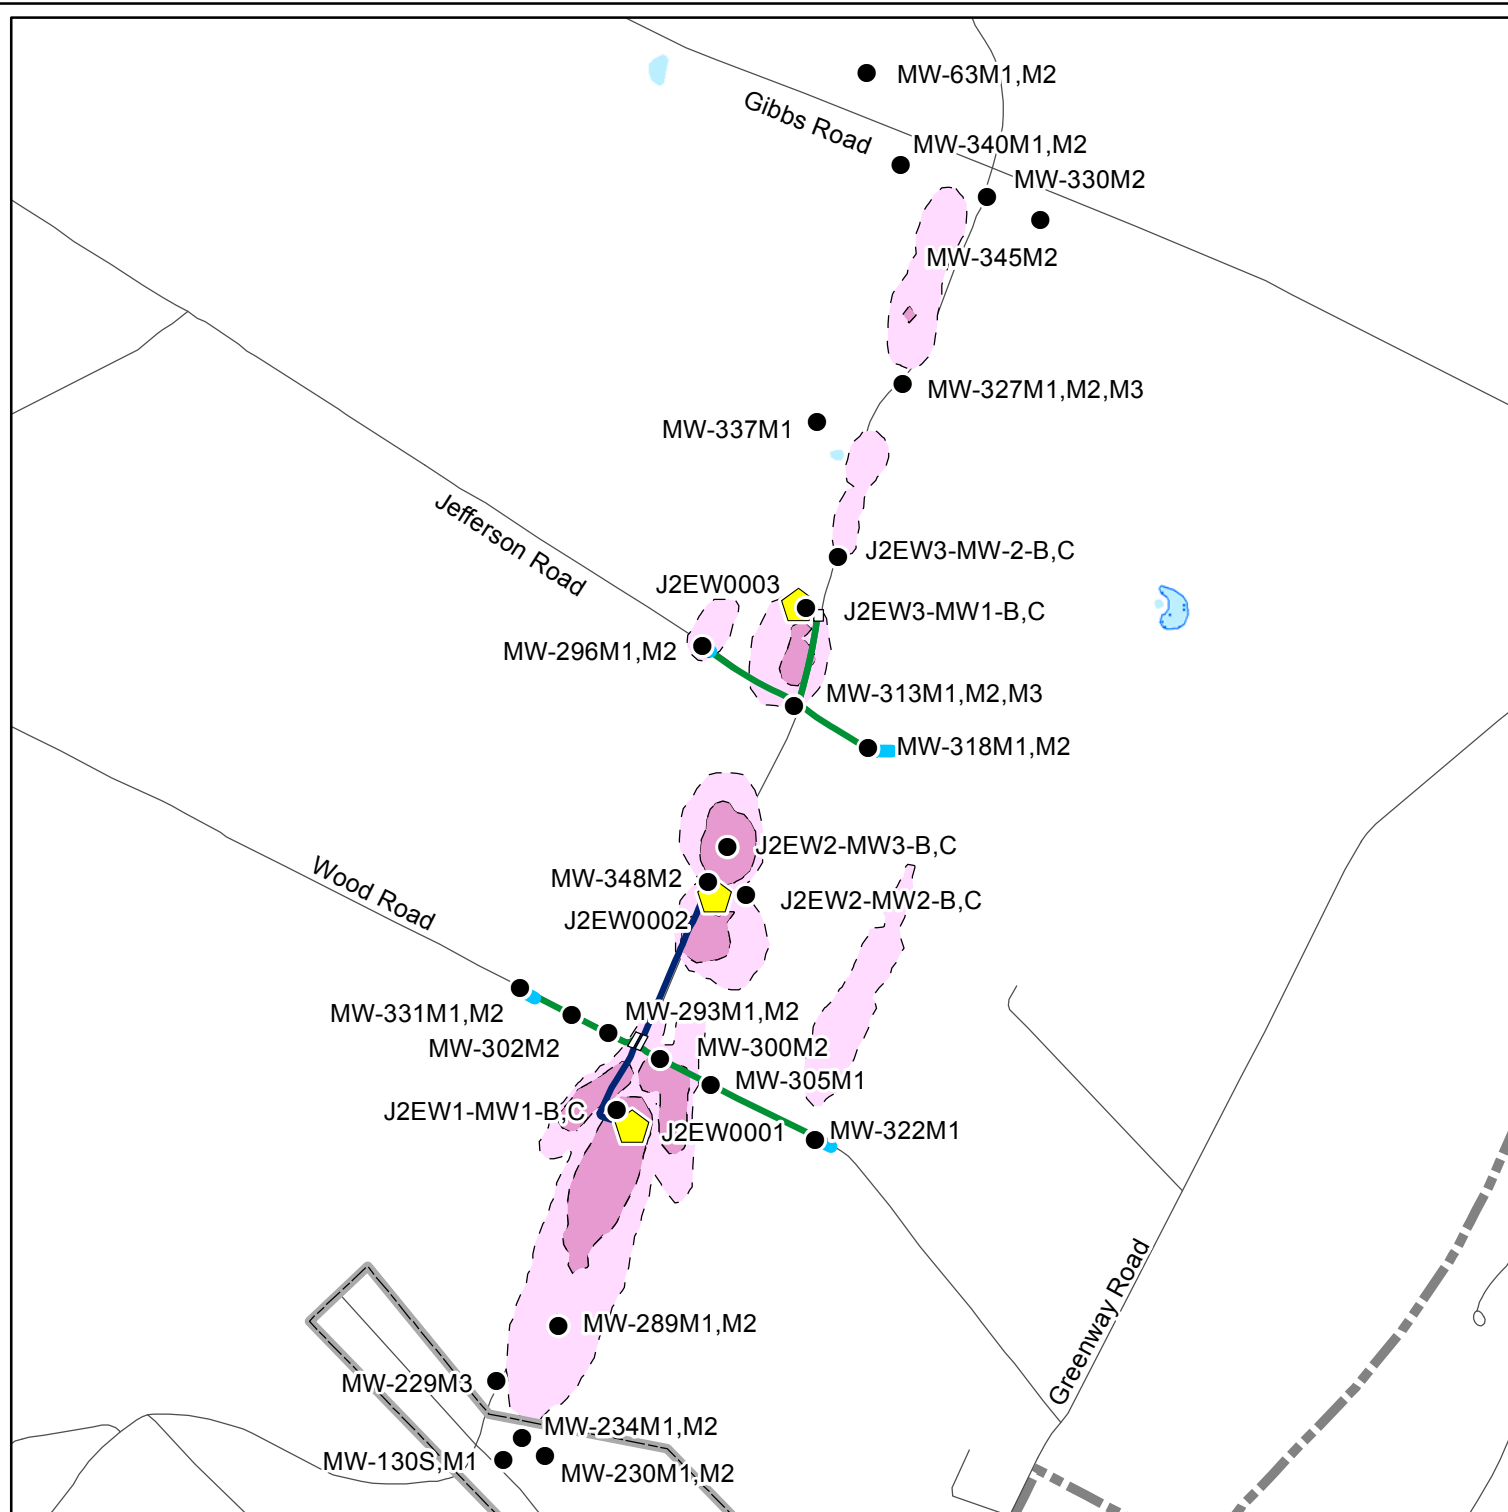 MW-63M1,M2
Gibbs Road
MW-340M1,M2
MW-330M2
MW-345M2
MW-327M1,M2,M3
MW-337M1
Jefferson Road
J2EW3-MW-2-B,C
J2EW0003
J2EW3-MW1-B,C
MW-296M1,M2
MW-313M1,M2,M3
MW-318M1,M2
J2EW2-MW3-B,C
Wood Road
MW-348M2
J2EW2-MW2-B,C
J2EW0002
MW-331M1,M2
MW-293M1,M2
MW-302M2
MW-300M2
MW-305M1
J2EW1-MW1-B,C
J2EW0001
MW-322M1
Greenway Road
MW-289M1,M2
MW-229M3
MW-234M1,M2
MW-130S,M1
MW-230M1,M2